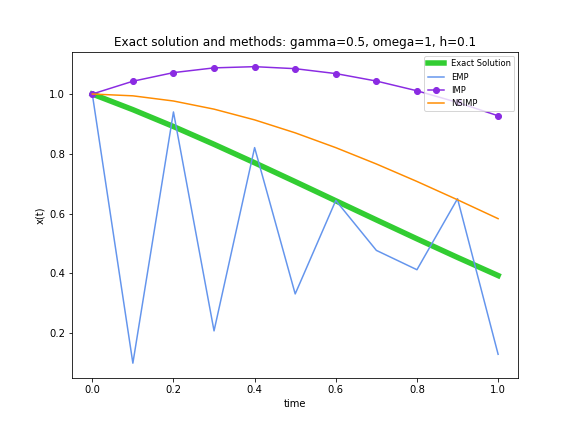 Exact solution and methods: gamma=0.5, omega=1, h=0.1
Exact Solution
EMP
IMP
NSIMP
1.0
0.8
0.6
0.4
0.2
x(t)
0.0
0.2
0.4
0.6
0.8
1.0
time